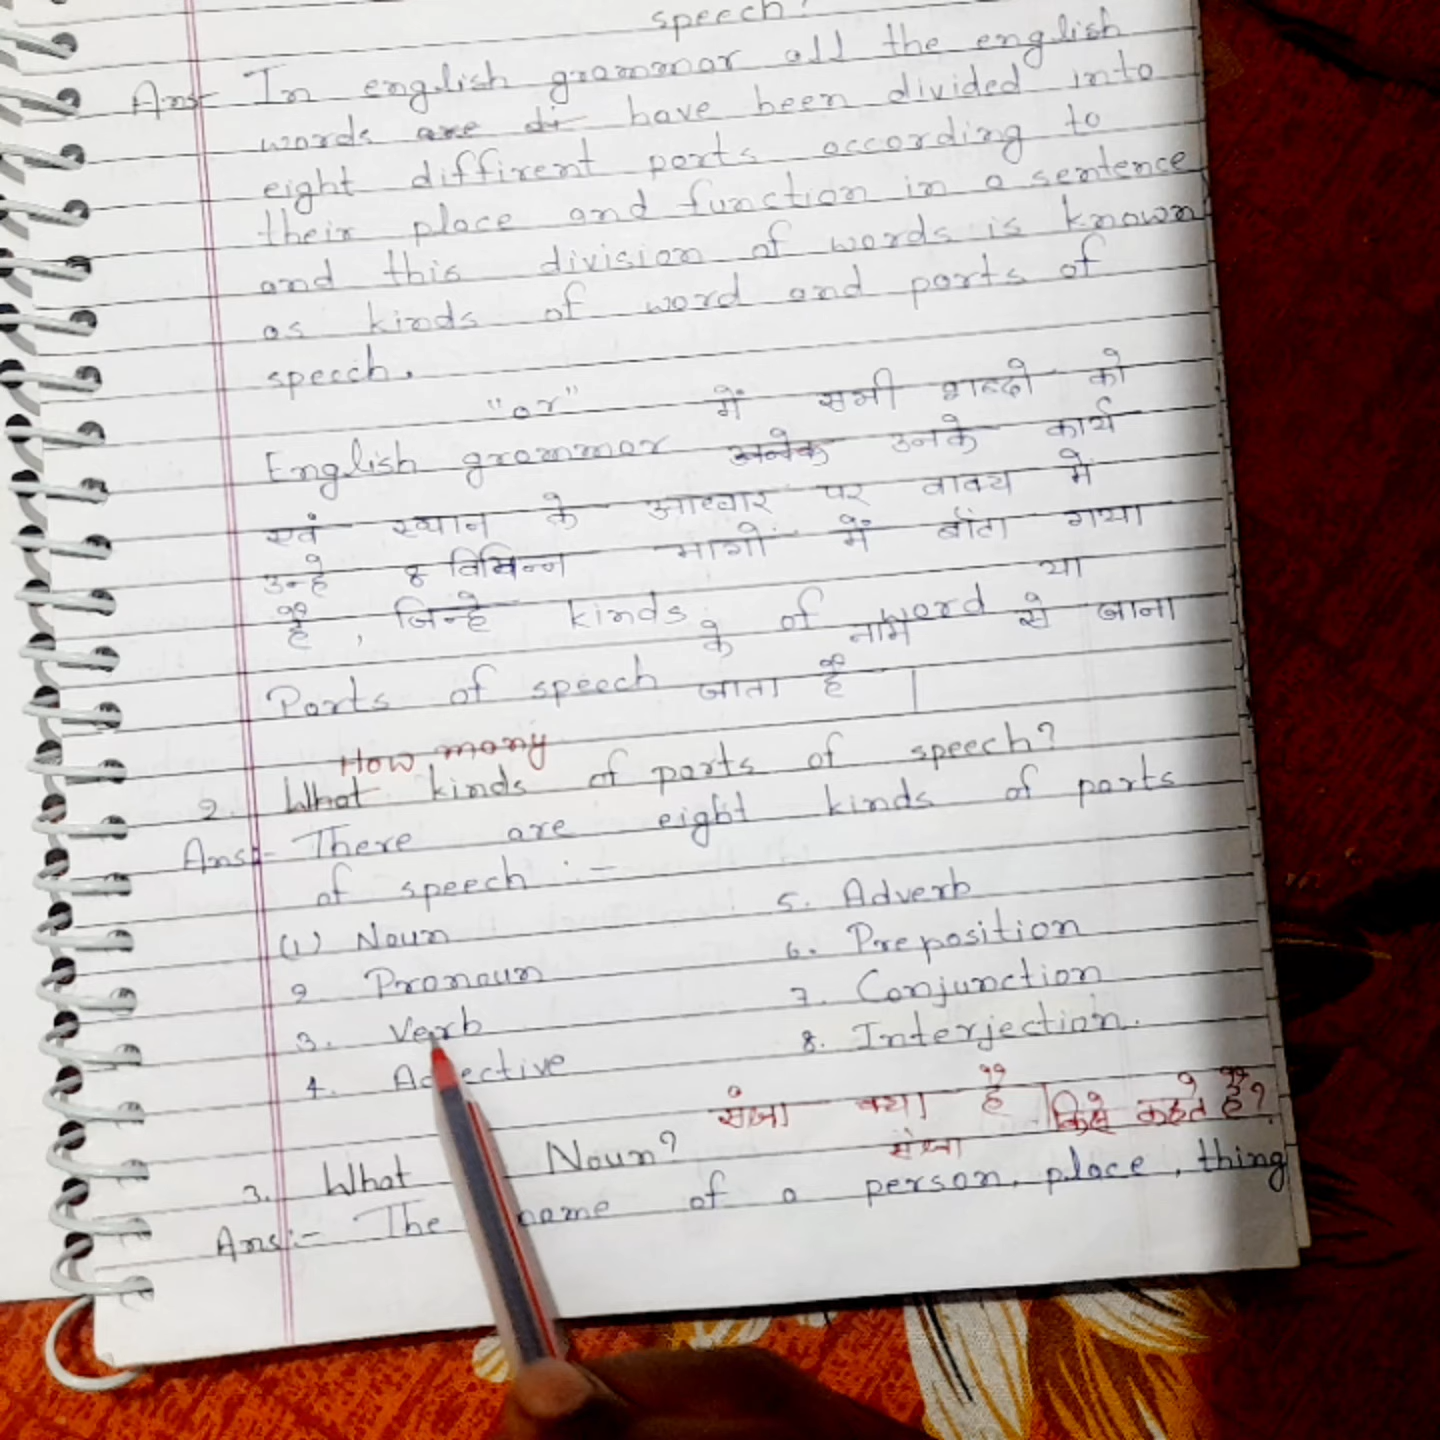 speech?
Ans- In english grammar all the english
words are di have been divided into
eight diffirent parts according to
their place and function in a sentence
and this division of words is known
as kinds of word and parts of
speech.
"or"
English grammar में सभी शब्दो को
अनेक उनके कार्य
एवं स्थान के आधार पर वाक्य में
उन्हे 8 विभिन्न भागों में बाँटा गया
है, जिन्हे kinds of word या
Parts of speech के नाम से जाना
जाता है |
How many
2. What kinds of parts of speech?
Ans:- There are eight kinds of parts
of speech :-
(1) Noun
2 Pronoun
3. Verb
4. Adjective
5. Adverb
6. Preposition
7. Conjunction
8. Interjection.
संज्ञा क्या है | किसे कहते है?
3. What Noun?
संज्ञा
Ans:- The name of a person, place, thing